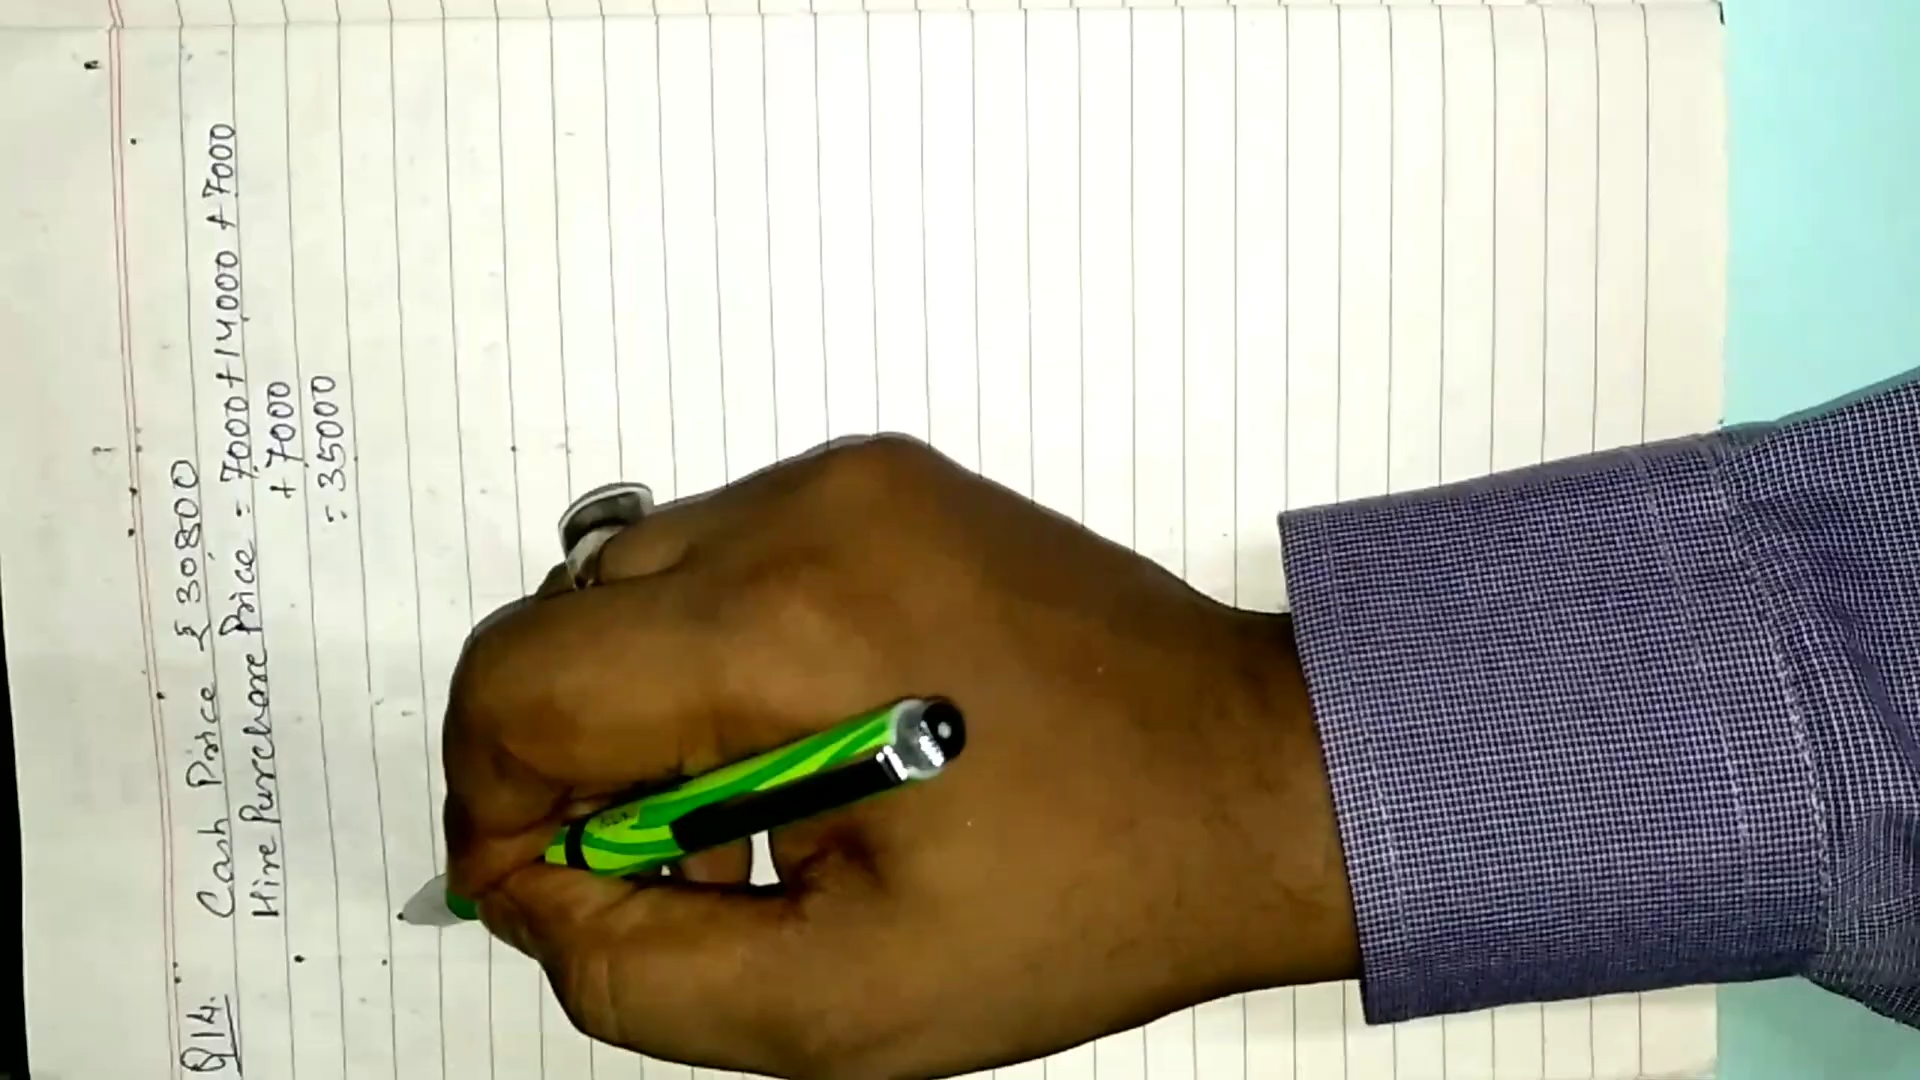 Q14. Cash Price ₹ 30800
Hire Purchase Price = 7000+14000 +7000
+ 7000
= 35000